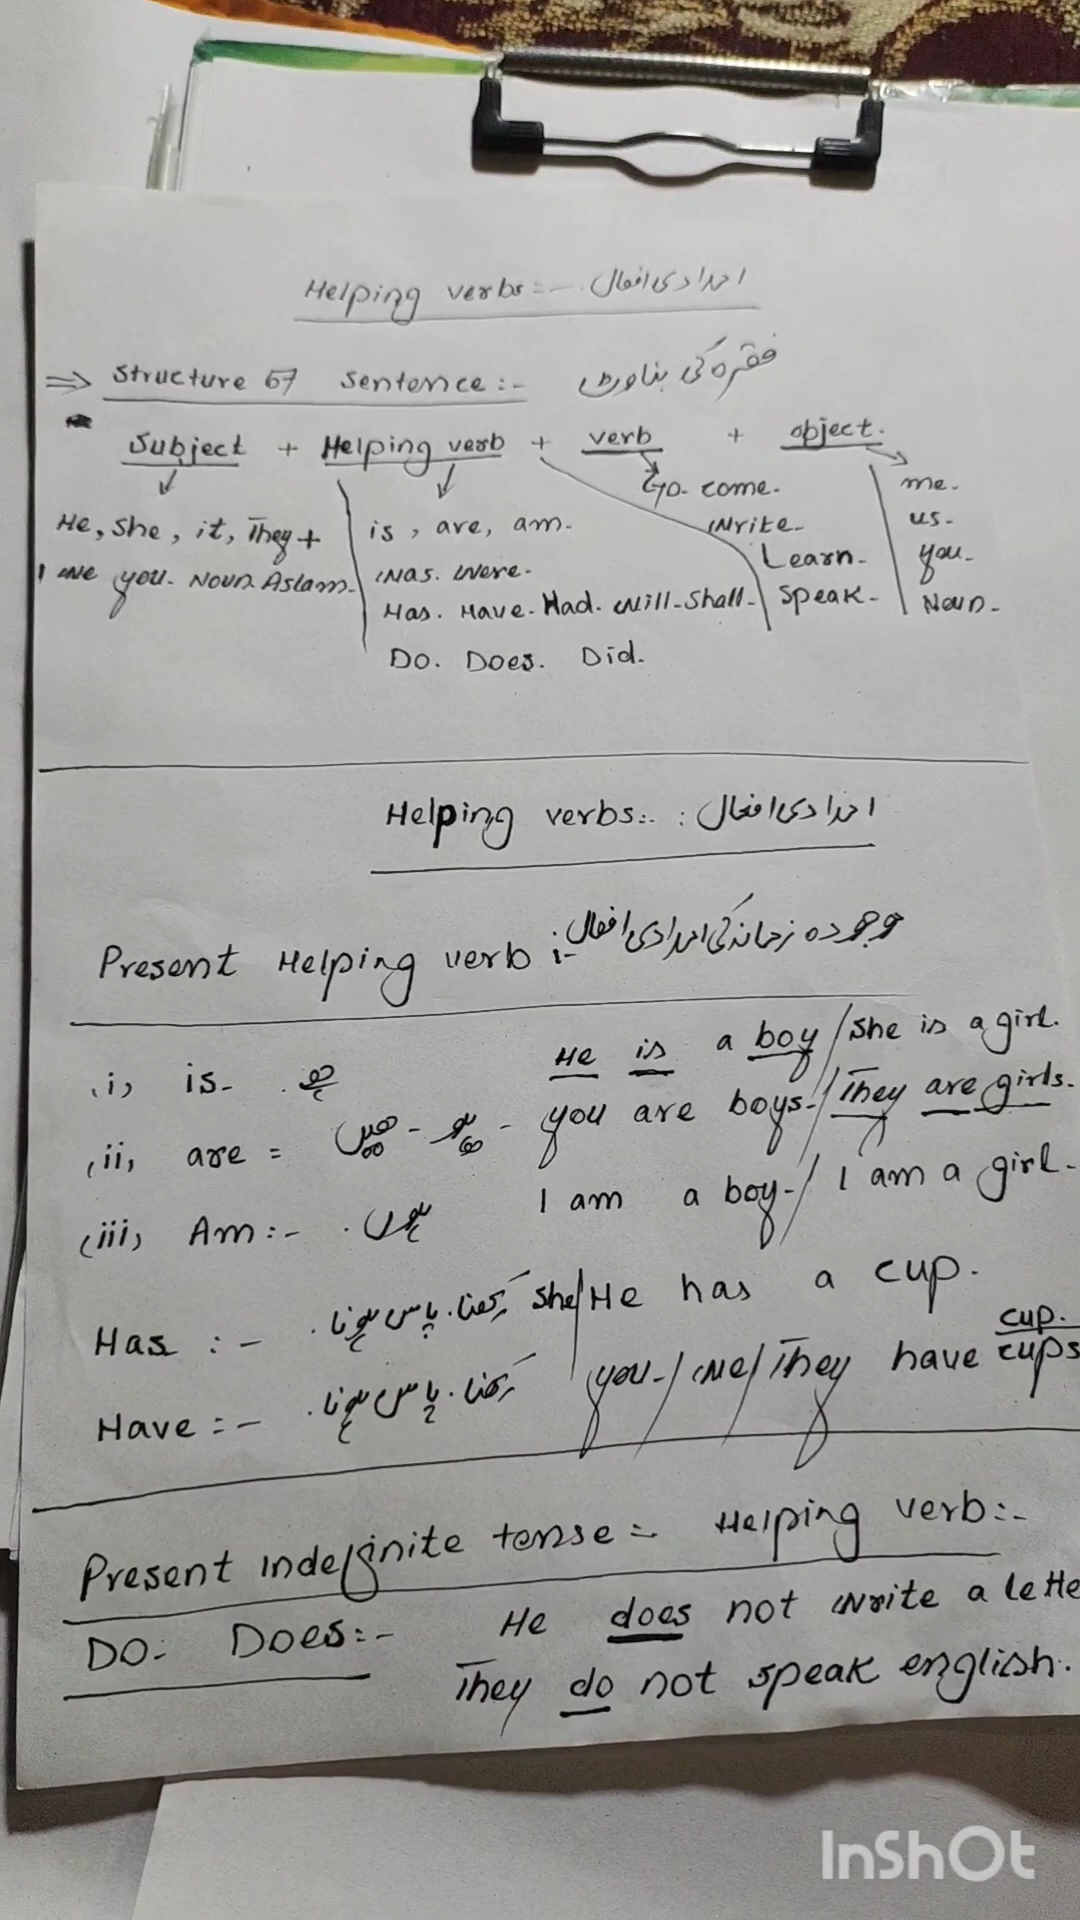 Helping verbs:- امدادی افعال
⇒ Structure of Sentence:- فقرہ کی بناوٹ
Subject + Helping verb + verb + object.
He, She, it, They + I we you. Noun. Aslam.
is, are, am.
Was. Were.
Has. Have. Had. Will. Shall.
Do. Does. Did.
Go. come.
Write.
Learn.
Speak.
me.
us.
you.
Noun.
Helping verbs:. : امدادی افعال
Present Helping verb :- موجودہ زمانہ کی امدادی افعال
(i) is- ہے. He is a boy / She is a girl.
(ii) are = ہیں - ہو - you are boys- / They are girls.
(iii) Am:- ہوں. I am a boy- / I am a girl.
Has :- رکھنا. پاس ہونا. She/He has a cup.
Have :- رکھنا. پاس ہونا. you-/we/They have cup. cups
Present indefinite tense = Helping verb:-
DO. DOES:- He does not write a lette
They do not speak english.
InShOt